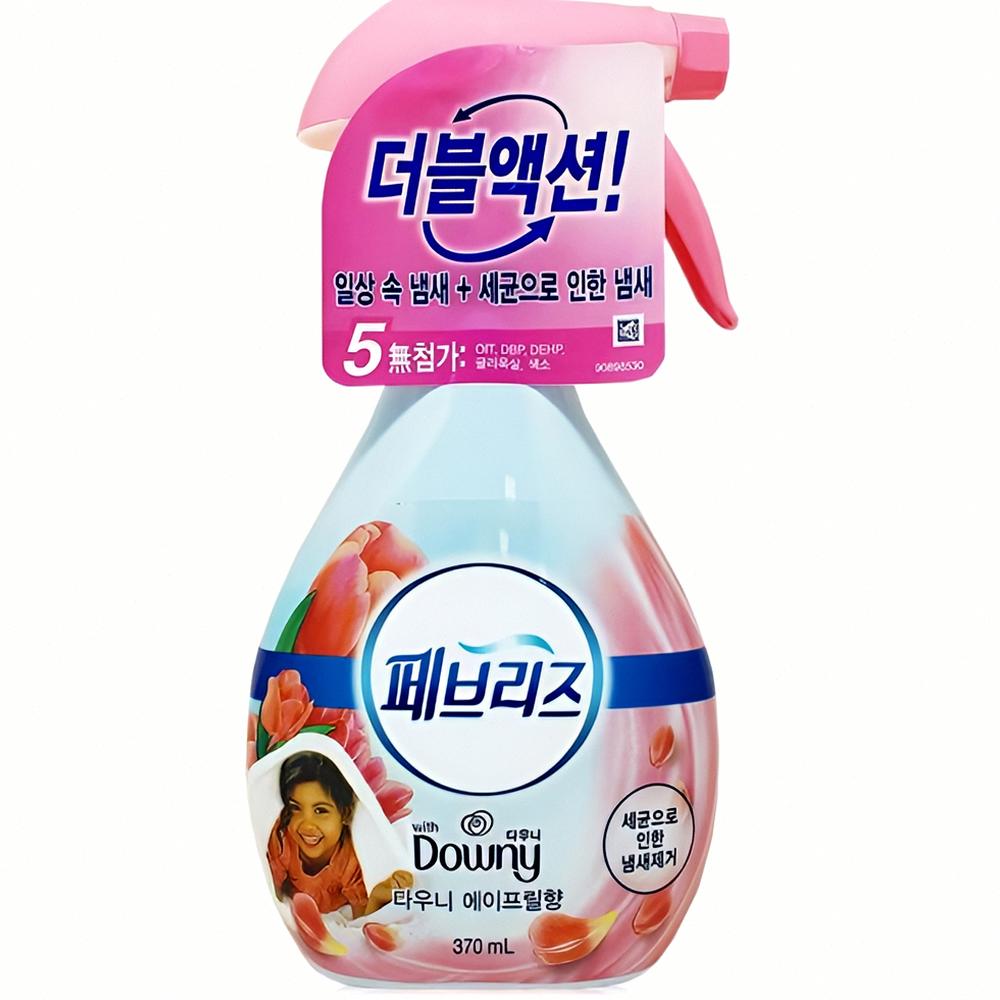 더블액션!
일상 속 냄새 + 세균으로 인한 냄새
5無첨가:
OIT, DBP, DEHP,
글리옥살, 색소
90893530
페브리즈
with
다우니
Downy
다우니 에이프릴향
370 mL
세균으로
인한
냄새제거